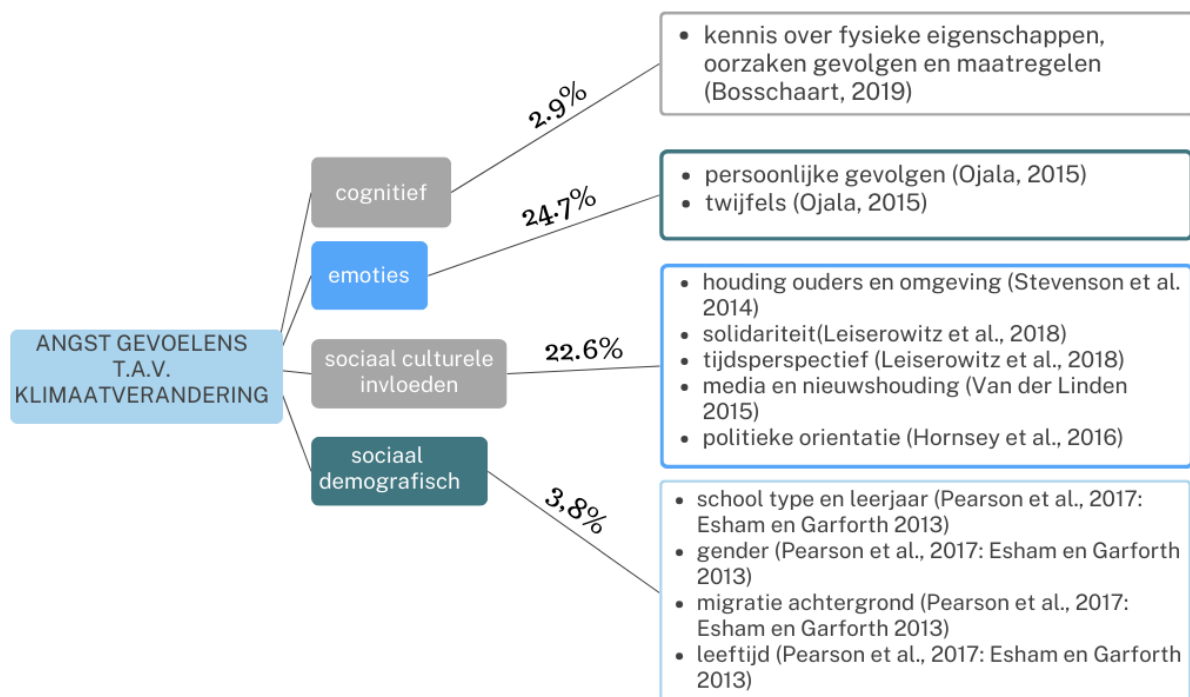 ANGST GEVOELENS
T.A.V.
KLIMAATVERANDERING
cognitief
2.9%
• kennis over fysieke eigenschappen,
oorzaken gevolgen en maatregelen
(Bosschaart, 2019)
emoties
24.7%
• persoonlijke gevolgen (Ojala, 2015)
• twijfels (Ojala, 2015)
sociaal culturele
invloeden
22.6%
• houding ouders en omgeving (Stevenson et al.
2014)
• solidariteit(Leiserowitz et al., 2018)
• tijdsperspectief (Leiserowitz et al., 2018)
• media en nieuwshouding (Van der Linden
2015)
• politieke orientatie (Hornsey et al., 2016)
sociaal
demografisch
3,8%
• school type en leerjaar (Pearson et al., 2017:
Esham en Garforth 2013)
• gender (Pearson et al., 2017: Esham en Garforth
2013)
• migratie achtergrond (Pearson et al., 2017:
Esham en Garforth 2013)
• leeftijd (Pearson et al., 2017: Esham en Garforth
2013)